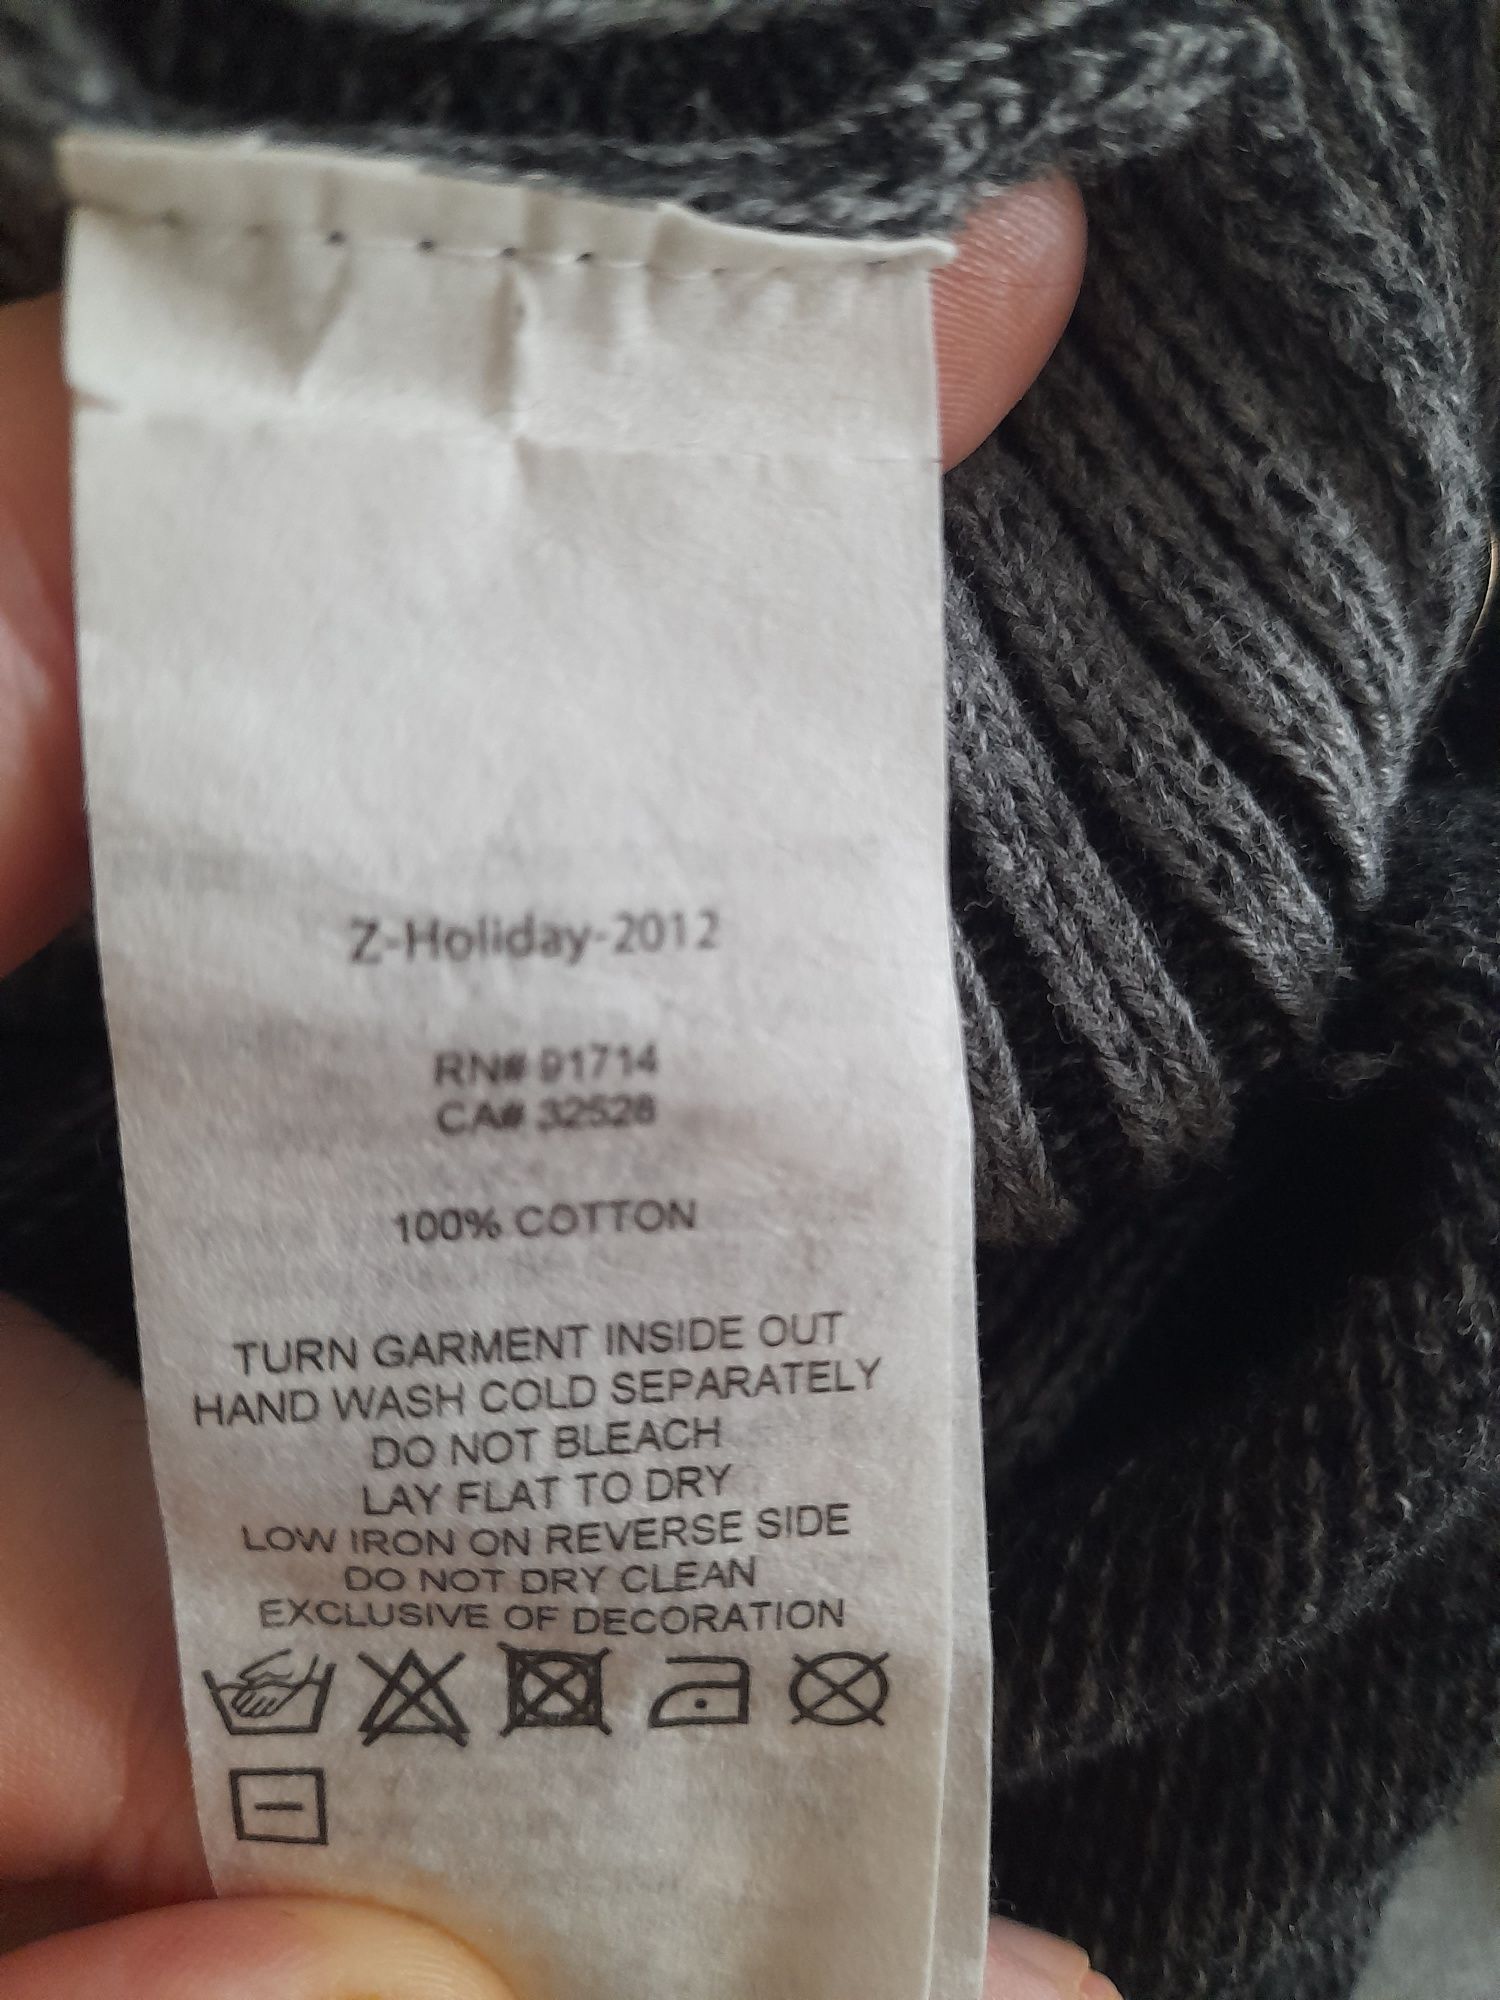 Z-Holiday-2012
RN# 91714
CA# 32528
100% COTTON
TURN GARMENT INSIDE OUT
HAND WASH COLD SEPARATELY
DO NOT BLEACH
LAY FLAT TO DRY
LOW IRON ON REVERSE SIDE
DO NOT DRY CLEAN
EXCLUSIVE OF DECORATION